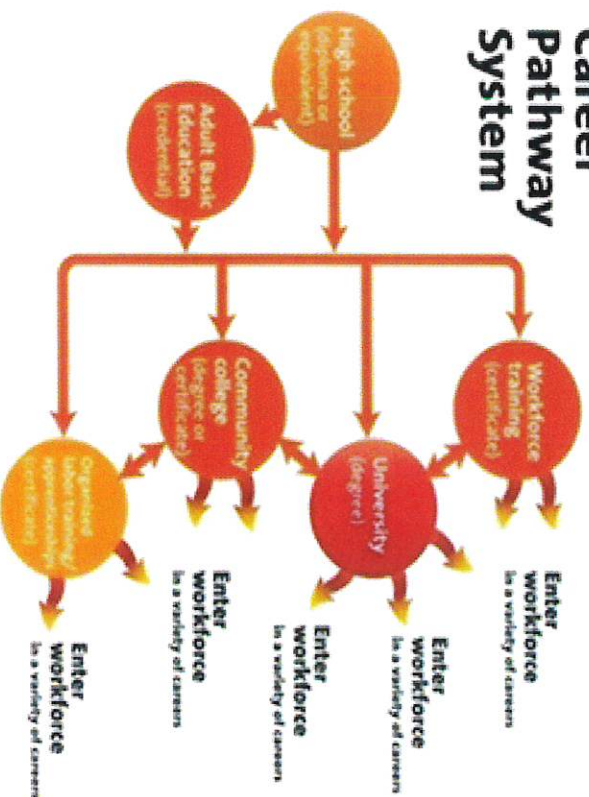 Career
Pathway
System
High school
(diploma or
equivalent)
Adult Basic
Education
(credential)
Workforce
training
(certificate)
University
(degree)
Community
college
(degree or
certificate)
Organized
labor training/
apprenticeships
(certificate)
Enter
workforce
in a variety of careers
Enter
workforce
in a variety of careers
Enter
workforce
in a variety of careers
Enter
workforce
in a variety of careers
Enter
workforce
in a variety of careers